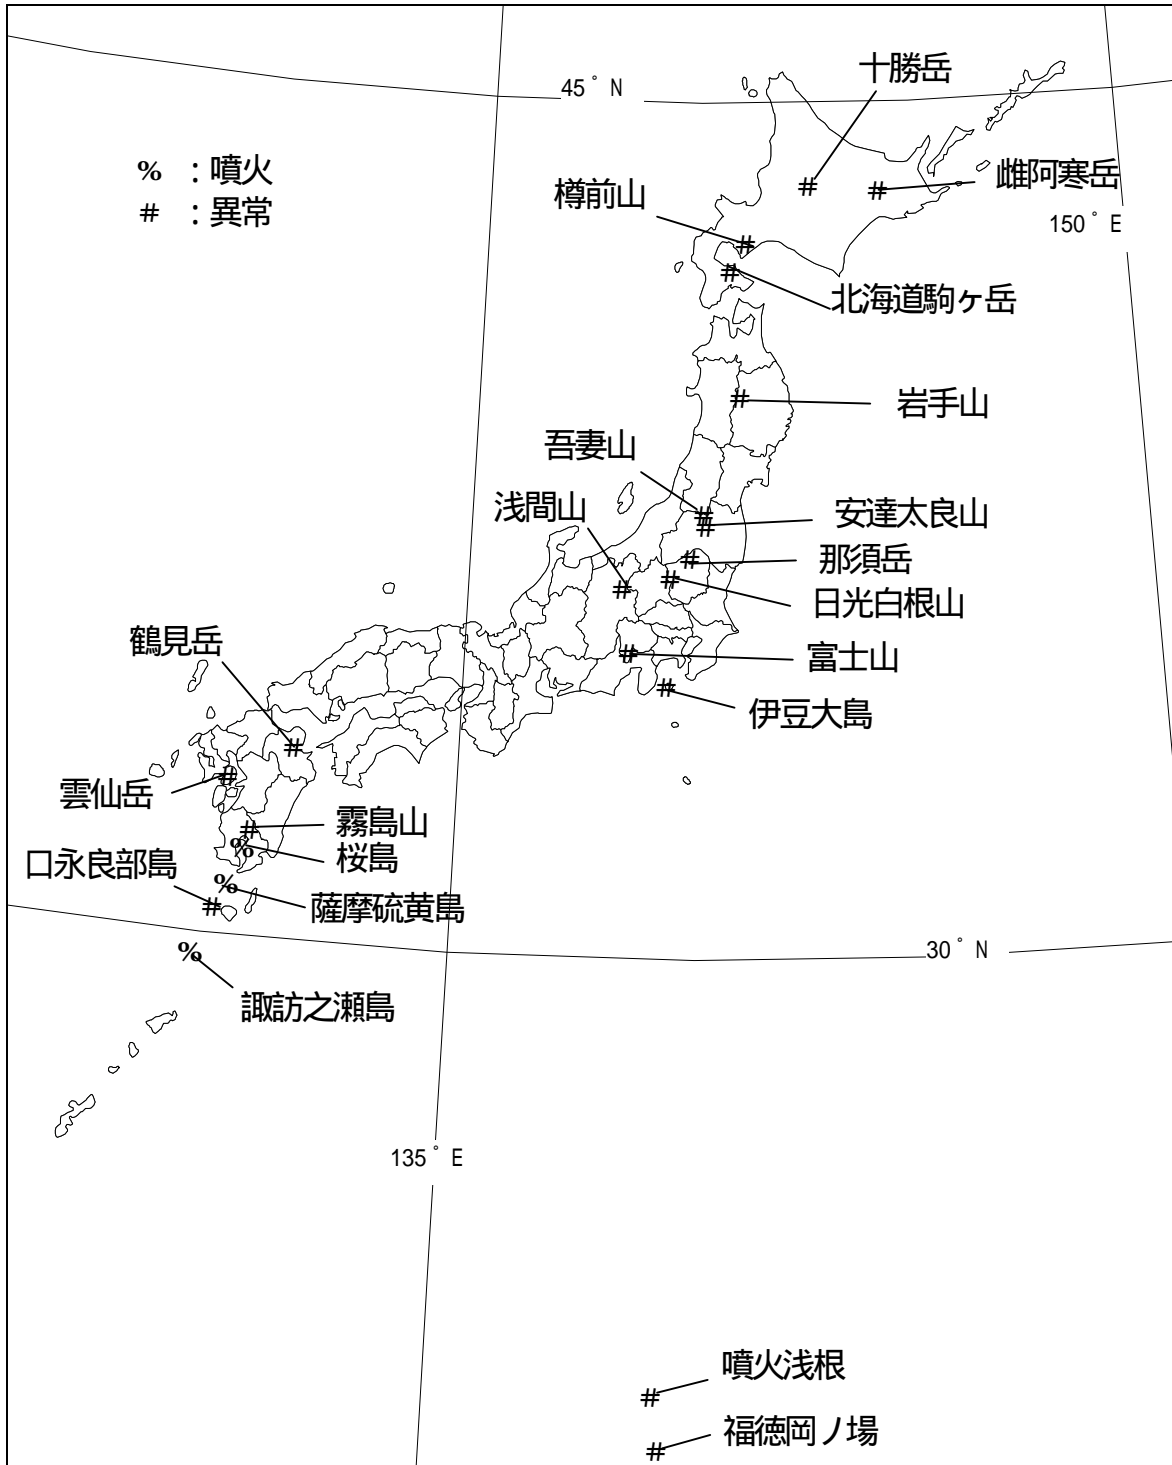 十勝岳
45°N
% ：噴火
雌阿寒岳
樽前山
# ：異常
150°E
北海道駒ヶ岳
岩手山
吾妻山
浅間山
安達太良山
那須岳
日光白根山
鶴見岳
富士山
伊豆大島
雲仙岳
霧島山
桜島
口永良部島
薩摩硫黄島
30°N
諏訪之瀬島
135°E
噴火浅根
福徳岡ノ場